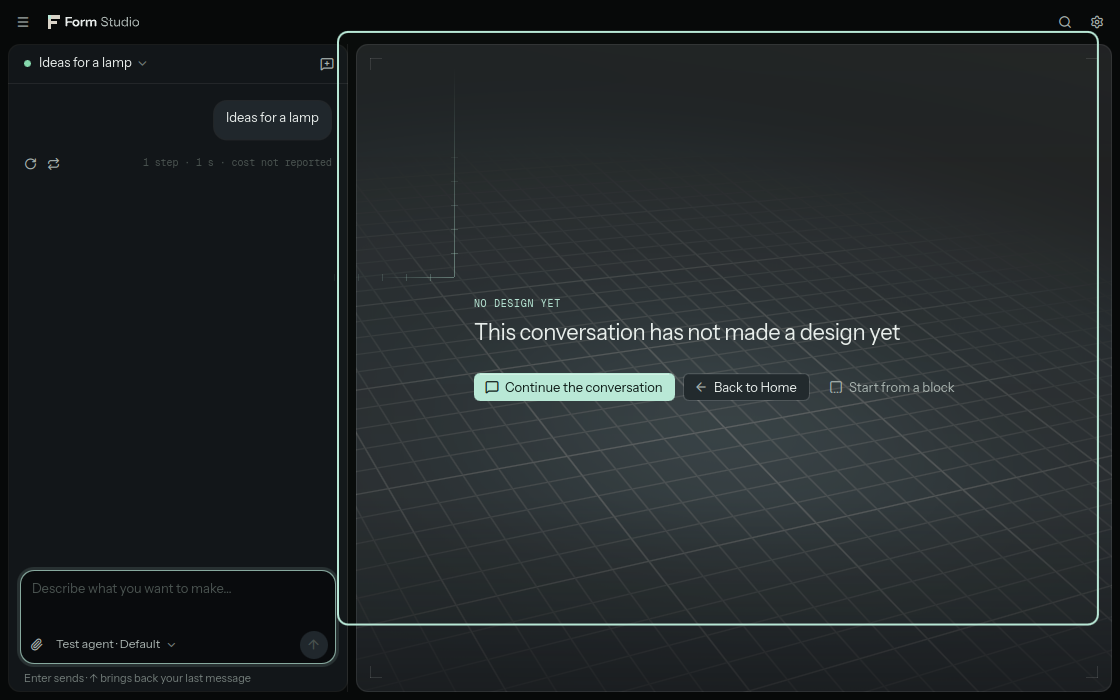 Form Studio
Ideas for a lamp
Ideas for a lamp
1 step · 1 s · cost not reported
NO DESIGN YET
This conversation has not made a design yet
Continue the conversation
Back to Home
Start from a block
Describe what you want to make...
Test agent · Default
Enter sends · ↑ brings back your last message